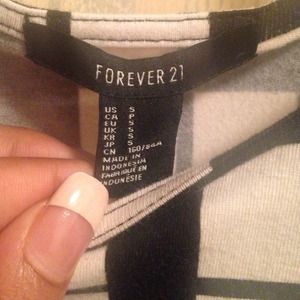 FOREVER 21
US S
CA P
EU S
UK S
KR S
JP S
CN 160/84A
MADE IN
INDONESIA
FABRIQUÉ EN
INDONÉSIE